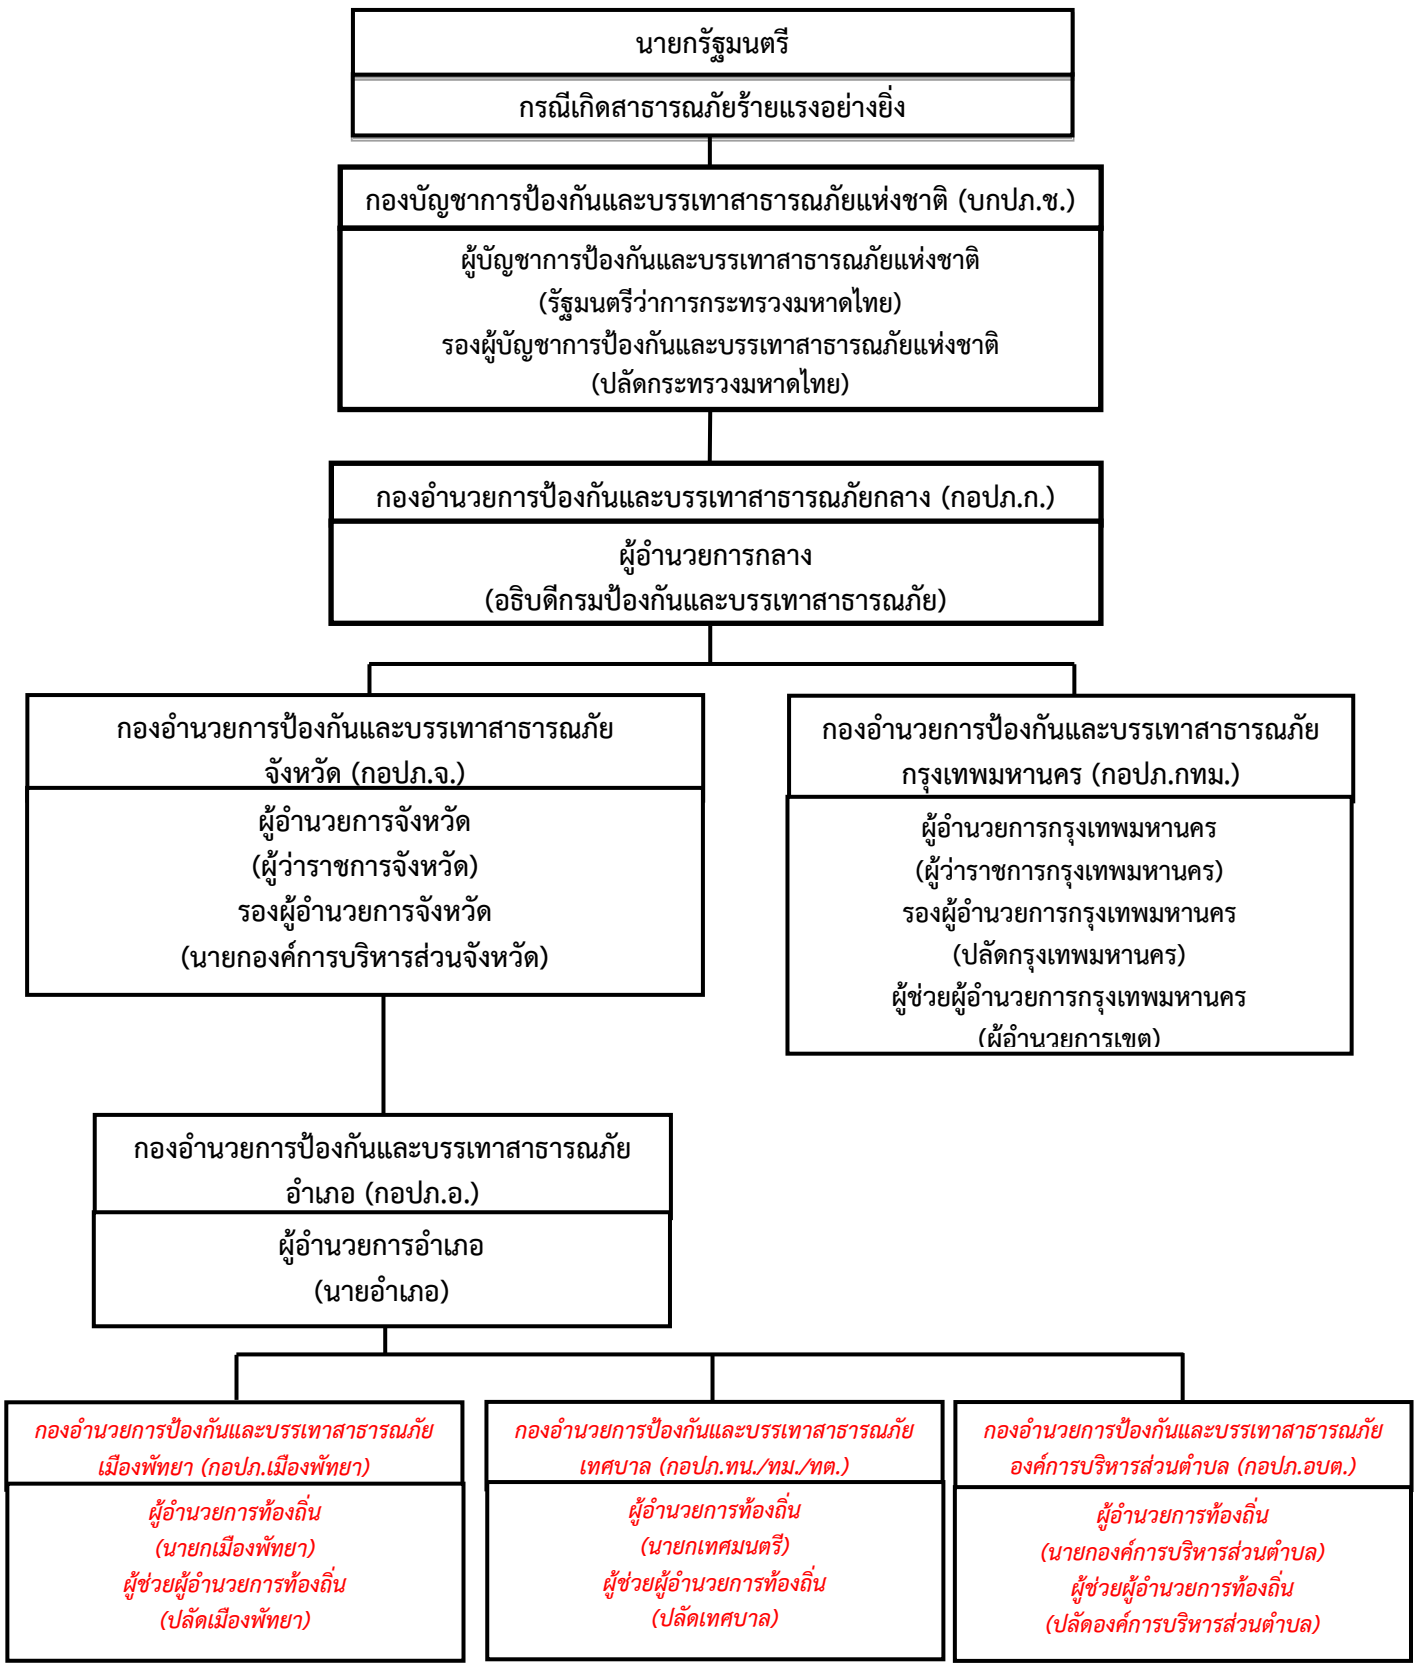 นายกรัฐมนตรี
กรณีเกิดสาธารณภัยร้ายแรงอย่างยิ่ง
กองบัญชาการป้องกันและบรรเทาสาธารณภัยแห่งชาติ (บกปภ.ช.)
ผู้บัญชาการป้องกันและบรรเทาสาธารณภัยแห่งชาติ
(รัฐมนตรีว่าการกระทรวงมหาดไทย)
รองผู้บัญชาการป้องกันและบรรเทาสาธารณภัยแห่งชาติ
(ปลัดกระทรวงมหาดไทย)
กองอำนวยการป้องกันและบรรเทาสาธารณภัยกลาง (กอปภ.ก.)
ผู้อำนวยการกลาง
(อธิบดีกรมป้องกันและบรรเทาสาธารณภัย)
กองอำนวยการป้องกันและบรรเทาสาธารณภัย
จังหวัด (กอปภ.จ.)
ผู้อำนวยการจังหวัด
(ผู้ว่าราชการจังหวัด)
รองผู้อำนวยการจังหวัด
(นายกองค์การบริหารส่วนจังหวัด)
กองอำนวยการป้องกันและบรรเทาสาธารณภัย
กรุงเทพมหานคร (กอปภ.กทม.)
ผู้อำนวยการกรุงเทพมหานคร
(ผู้ว่าราชการกรุงเทพมหานคร)
รองผู้อำนวยการกรุงเทพมหานคร
(ปลัดกรุงเทพมหานคร)
ผู้ช่วยผู้อำนวยการกรุงเทพมหานคร
(ผู้อำนวยการเขต)
กองอำนวยการป้องกันและบรรเทาสาธารณภัย
อำเภอ (กอปภ.อ.)
ผู้อำนวยการอำเภอ
(นายอำเภอ)
กองอำนวยการป้องกันและบรรเทาสาธารณภัย
เมืองพัทยา (กอปภ.เมืองพัทยา)
ผู้อำนวยการท้องถิ่น
(นายกเมืองพัทยา)
ผู้ช่วยผู้อำนวยการท้องถิ่น
(ปลัดเมืองพัทยา)
กองอำนวยการป้องกันและบรรเทาสาธารณภัย
เทศบาล (กอปภ.ทน./ทม./ทต.)
ผู้อำนวยการท้องถิ่น
(นายกเทศมนตรี)
ผู้ช่วยผู้อำนวยการท้องถิ่น
(ปลัดเทศบาล)
กองอำนวยการป้องกันและบรรเทาสาธารณภัย
องค์การบริหารส่วนตำบล (กอปภ.อบต.)
ผู้อำนวยการท้องถิ่น
(นายกองค์การบริหารส่วนตำบล)
ผู้ช่วยผู้อำนวยการท้องถิ่น
(ปลัดองค์การบริหารส่วนตำบล)